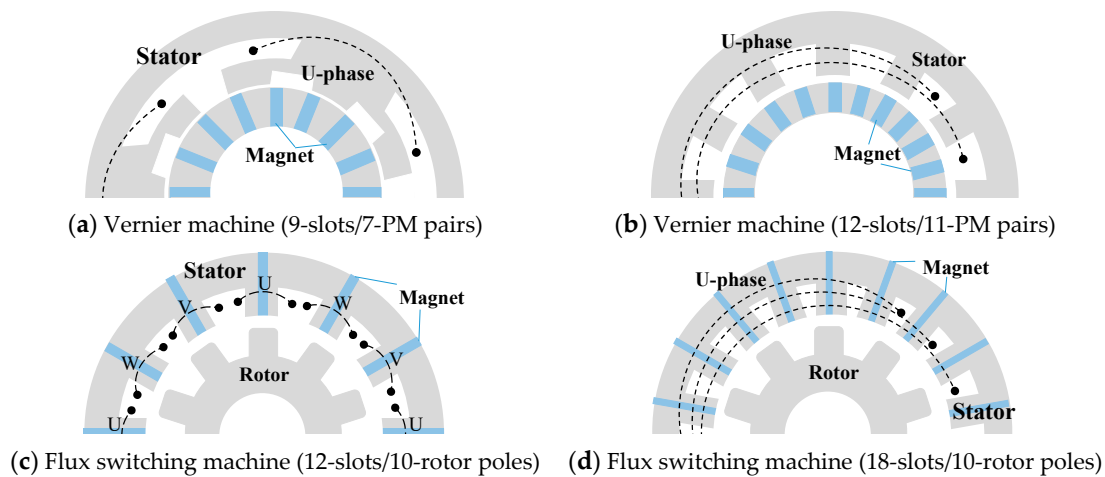 Stator
U-phase
Magnet
(a) Vernier machine (9-slots/7-PM pairs)
U-phase
Stator
Magnet
(b) Vernier machine (12-slots/11-PM pairs)
Stator
U
V
W
W
V
U
U
Magnet
Rotor
(c) Flux switching machine (12-slots/10-rotor poles)
U-phase
Magnet
Rotor
Stator
(d) Flux switching machine (18-slots/10-rotor poles)